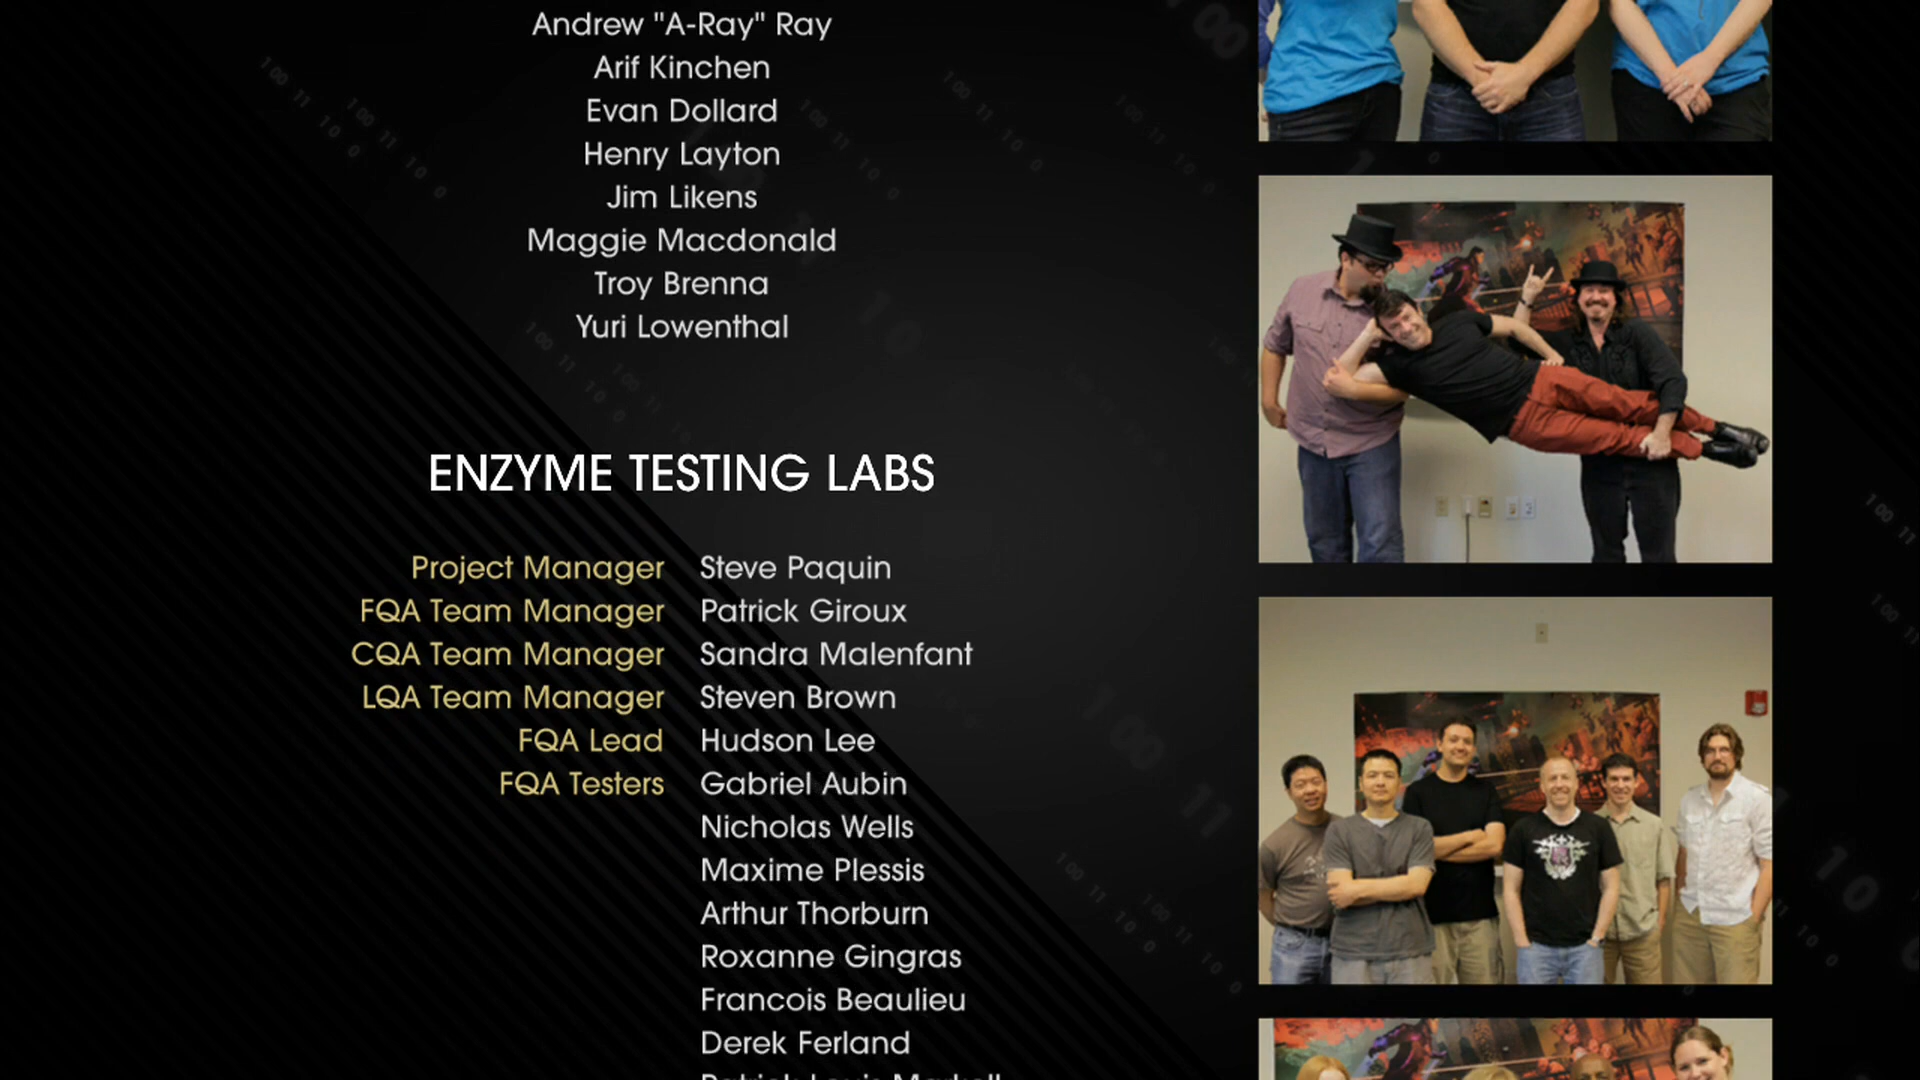 Andrew "A-Ray" Ray
Arif Kinchen
Evan Dollard
Henry Layton
Jim Likens
Maggie Macdonald
Troy Brenna
Yuri Lowenthal
ENZYME TESTING LABS
Project Manager Steve Paquin
FQA Team Manager Patrick Giroux
CQA Team Manager Sandra Malenfant
LQA Team Manager Steven Brown
FQA Lead Hudson Lee
FQA Testers Gabriel Aubin
Nicholas Wells
Maxime Plessis
Arthur Thorburn
Roxanne Gingras
Francois Beaulieu
Derek Ferland